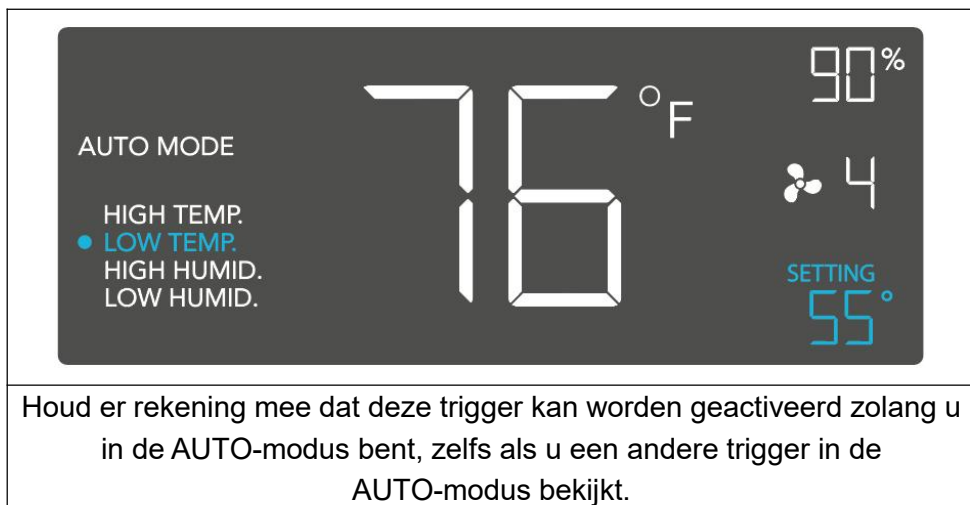 AUTO MODE
HIGH TEMP.
LOW TEMP.
HIGH HUMID.
LOW HUMID.
76 °F
90%
4
SETTING
55°
Houd er rekening mee dat deze trigger kan worden geactiveerd zolang u
in de AUTO-modus bent, zelfs als u een andere trigger in de
AUTO-modus bekijkt.